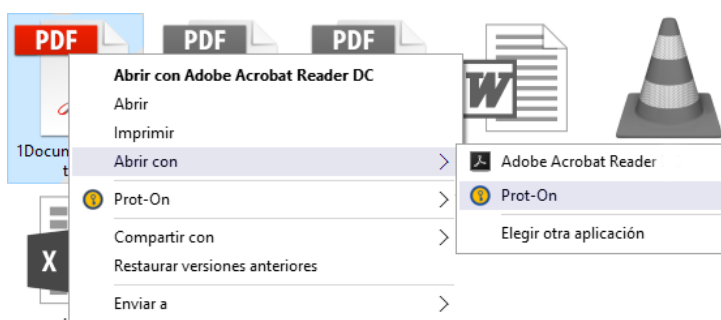 PDF PDF PDF
W
1Docum
t
Abrir con Adobe Acrobat Reader DC
Abrir
Imprimir
Abrir con
Prot-On
Compartir con
Restaurar versiones anteriores
Enviar a
Adobe Acrobat Reader
Prot-On
Elegir otra aplicación
X